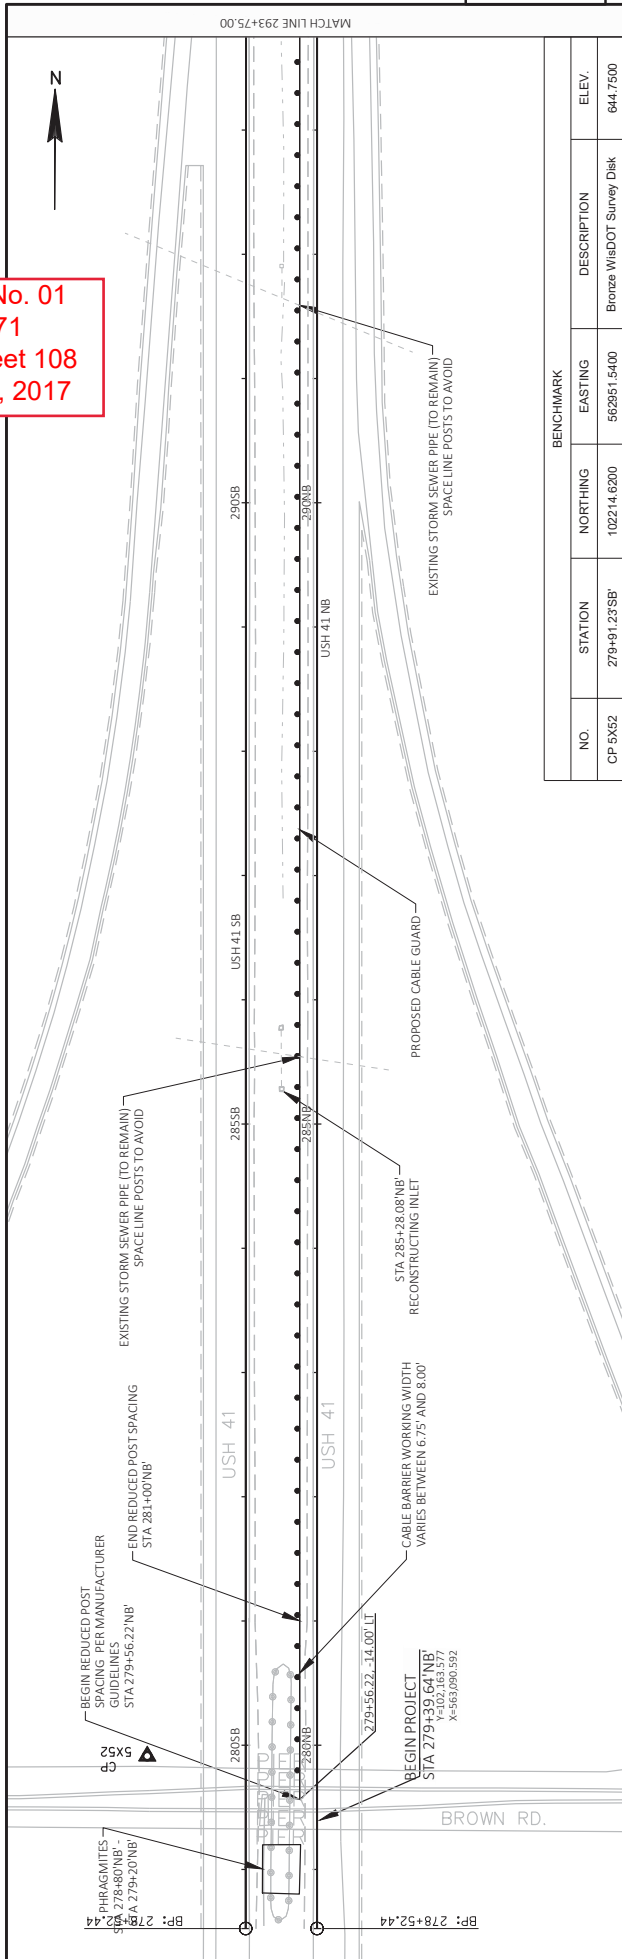 MATCH LINE 293+75.00
N
No. 01
71
eet 108
, 2017
EXISTING STORM SEWER PIPE (TO REMAIN)
SPACE LINE POSTS TO AVOID
290SB
290NB
USH 41 NB
USH 41 SB
PROPOSED CABLE GUARD
EXISTING STORM SEWER PIPE (TO REMAIN)
SPACE LINE POSTS TO AVOID
285SB
285NB
STA 285+28.08'NB'
RECONSTRUCTING INLET
USH 41
USH 41
END REDUCED POST SPACING
STA 281+00'NB'
CABLE BARRIER WORKING WIDTH
VARIES BETWEEN 6.75' AND 8.00'
BEGIN REDUCED POST
SPACING PER MANUFACTURER
GUIDELINES
STA 279+56.22'NB'
CP
5X52
280SB
280NB
279+56.22, -14.00' LT
BEGIN PROJECT
STA 279+39.64'NB'
Y=102,163.577
X=563,090.592
BROWN RD.
PHRAGMITES
STA 278+80'NB' -
STA 279+20'NB'
BP: 278+52.44
BP: 278+52.44
BENCHMARK
NO. STATION NORTHING EASTING DESCRIPTION ELEV.
CP 5X52 279+91.23'SB' 102214.6200 562951.5400 Bronze WisDOT Survey Disk 644.7500